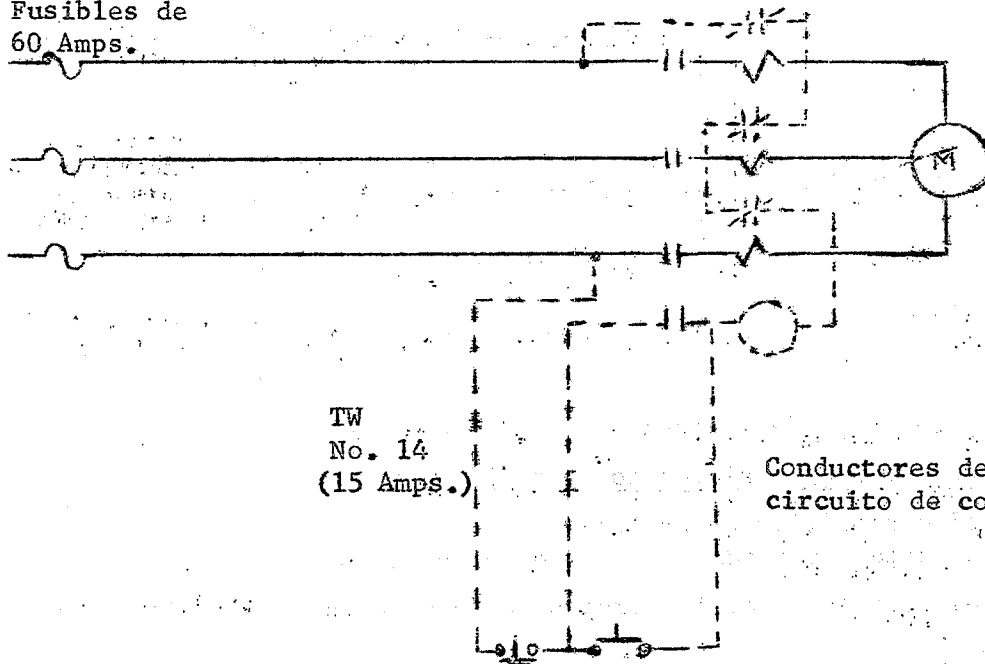 Fusibles de
60 Amps.
M
TW
No. 14
(15 Amps.)
Conductores de
circuito de co